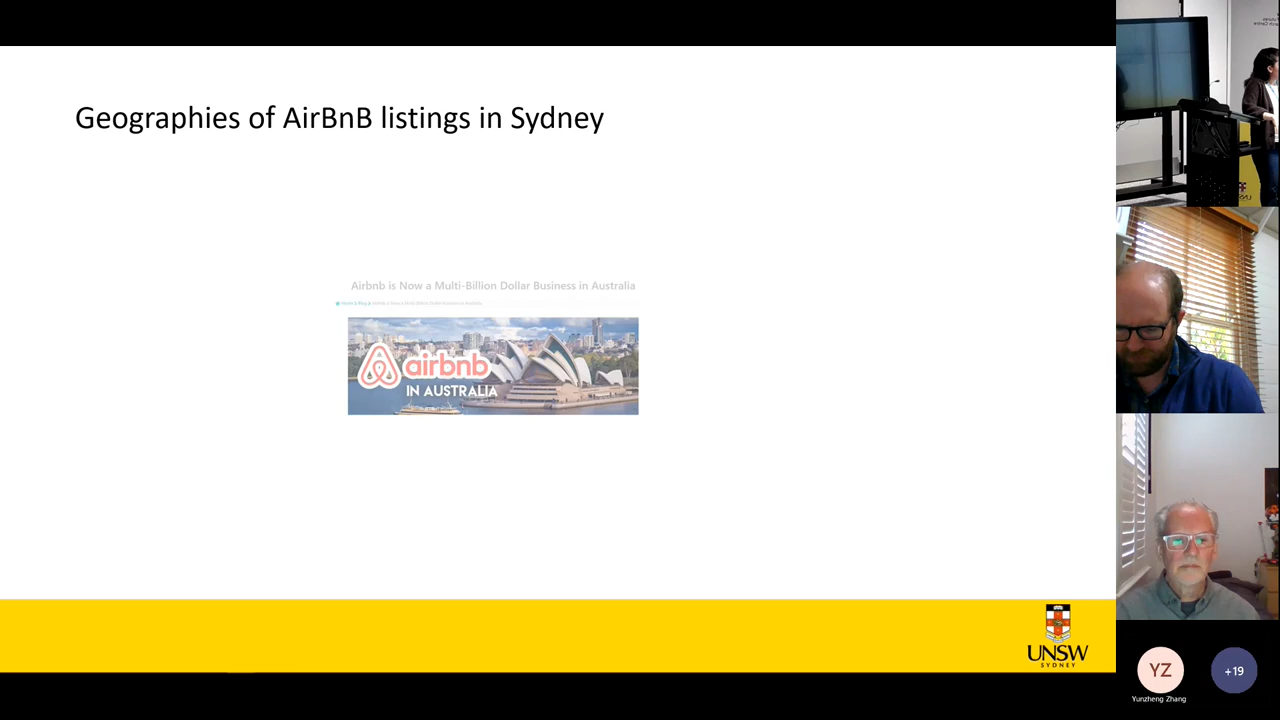 Geographies of AirBnB listings in Sydney
Airbnb is Now a Multi-Billion Dollar Business in Australia
airbnb
IN AUSTRALIA
UNSW
SYDNEY
YZ
+19
Yunzheng Zhang